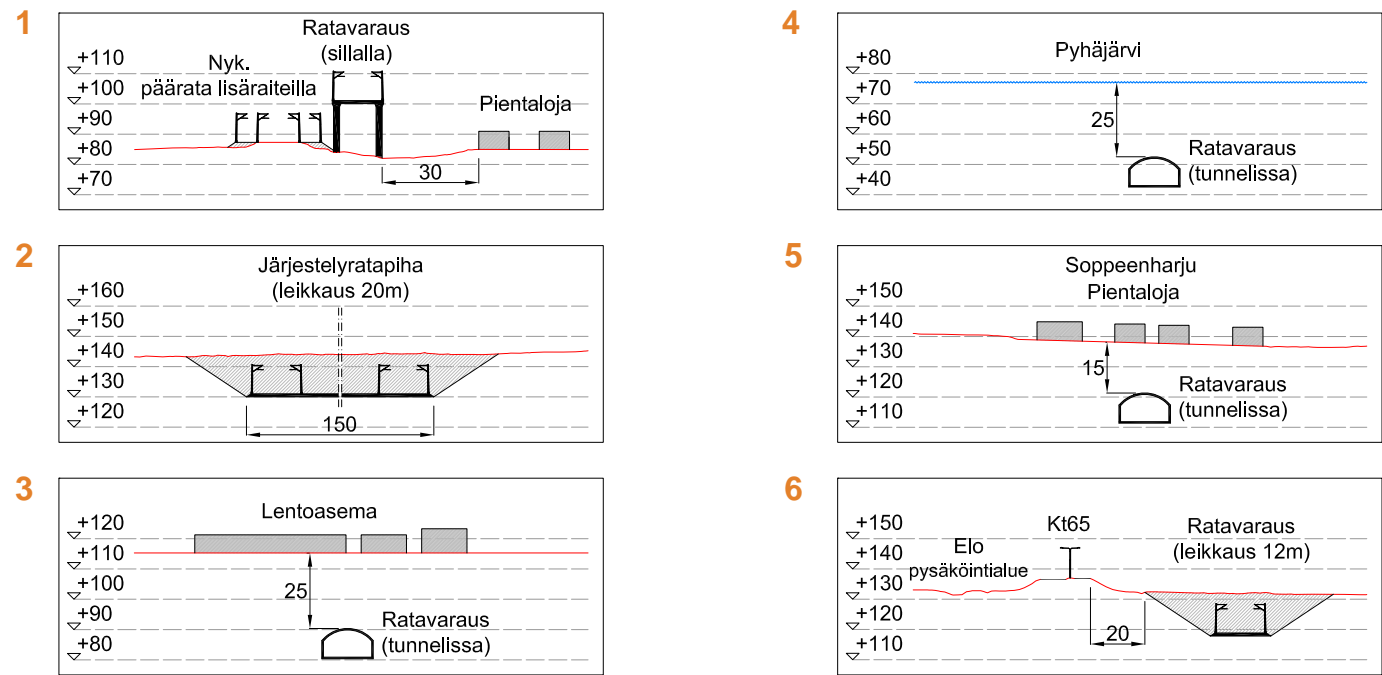 1
Ratavaraus
(sillalla)
Nyk.
päärata lisäraiteilla
Pientaloja
+110
+100
+90
+80
+70
30
2
Järjestelyratapiha
(leikkaus 20m)
+160
+150
+140
+130
+120
150
3
Lentoasema
+120
+110
+100
+90
+80
25
Ratavaraus
(tunnelissa)
4
Pyhäjärvi
+80
+70
+60
+50
+40
25
Ratavaraus
(tunnelissa)
5
Soppeenharju
Pientaloja
+150
+140
+130
+120
+110
15
Ratavaraus
(tunnelissa)
6
Kt65
Elo
pysäköintialue
Ratavaraus
(leikkaus 12m)
+150
+140
+130
+120
+110
20